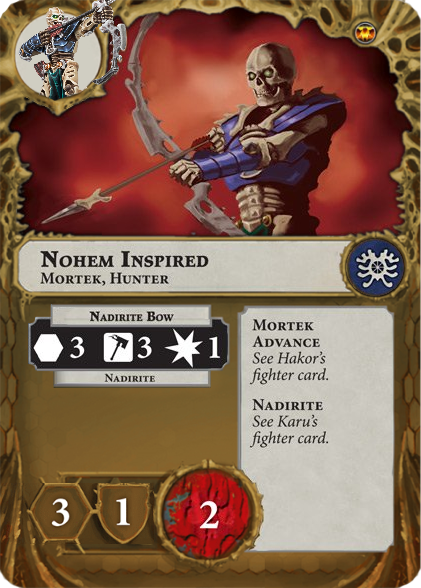 Nohem Inspired
Mortek, Hunter
Nadirite Bow
3 3 1
Nadirite
Mortek
Advance
See Hakor's
fighter card.
Nadirite
See Karu's
fighter card.
3 1 2